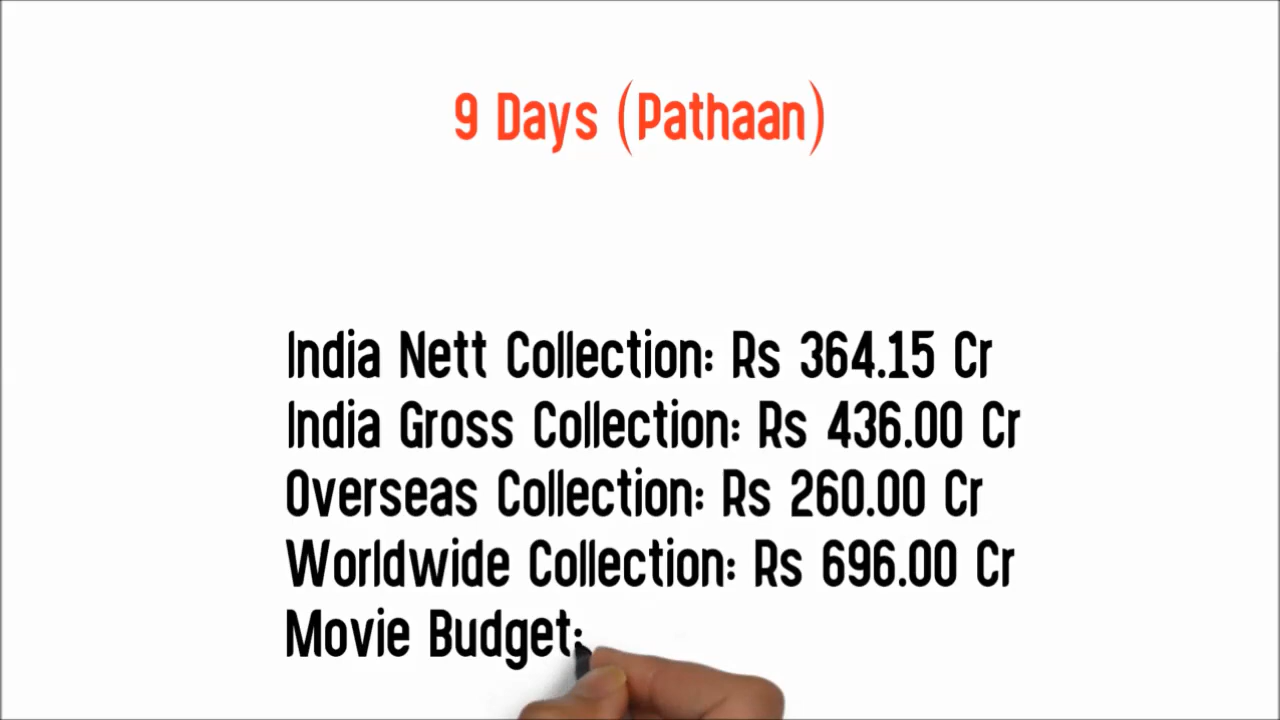 9 Days (Pathaan)
India Nett Collection: Rs 364.15 Cr
India Gross Collection: Rs 436.00 Cr
Overseas Collection: Rs 260.00 Cr
Worldwide Collection: Rs 696.00 Cr
Movie Budget: